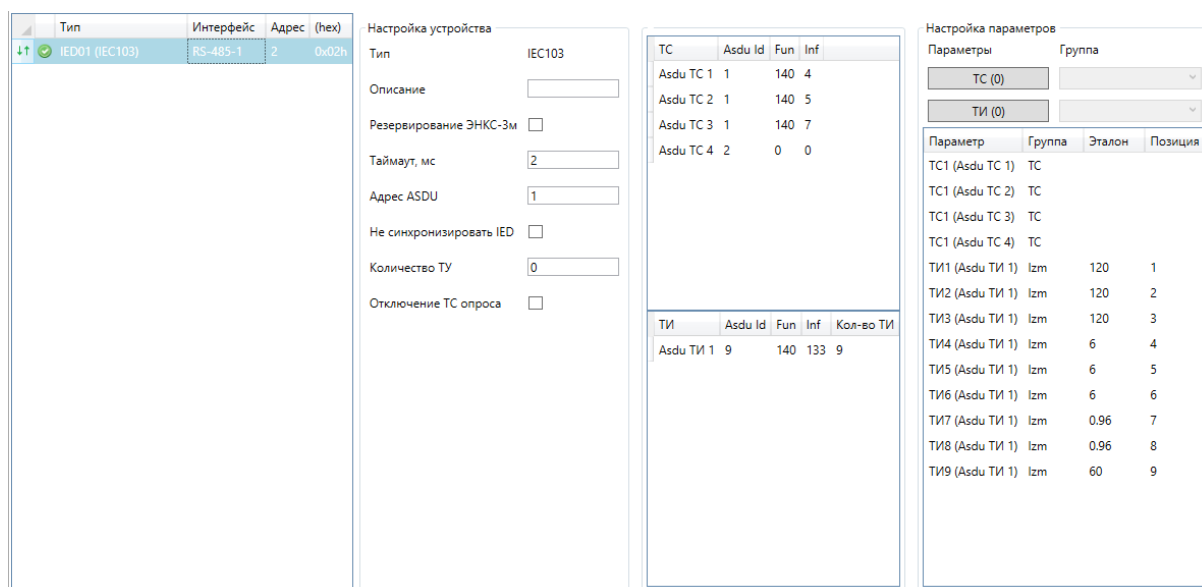 Тип Интерфейс Адрес (hex)
IED01 (IEC103) RS-485-1 2 0x02h
Настройка устройства
Тип IEC103
Описание
Резервирование ЭНКС-3м
Таймаут, мс 2
Адрес ASDU 1
Не синхронизировать IED
Количество ТУ 0
Отключение ТС опроса
ТС Asdu Id Fun Inf
Asdu ТС 1 1 140 4
Asdu ТС 2 1 140 5
Asdu ТС 3 1 140 7
Asdu ТС 4 2 0 0
ТИ Asdu Id Fun Inf Кол-во ТИ
Asdu ТИ 1 9 140 133 9
Настройка параметров
Параметры Группа
ТС (0)
ТИ (0)
Параметр Группа Эталон Позиция
ТС1 (Asdu ТС 1) ТС
ТС1 (Asdu ТС 2) ТС
ТС1 (Asdu ТС 3) ТС
ТС1 (Asdu ТС 4) ТС
ТИ1 (Asdu ТИ 1) Izm 120 1
ТИ2 (Asdu ТИ 1) Izm 120 2
ТИ3 (Asdu ТИ 1) Izm 120 3
ТИ4 (Asdu ТИ 1) Izm 6 4
ТИ5 (Asdu ТИ 1) Izm 6 5
ТИ6 (Asdu ТИ 1) Izm 6 6
ТИ7 (Asdu ТИ 1) Izm 0.96 7
ТИ8 (Asdu ТИ 1) Izm 0.96 8
ТИ9 (Asdu ТИ 1) Izm 60 9